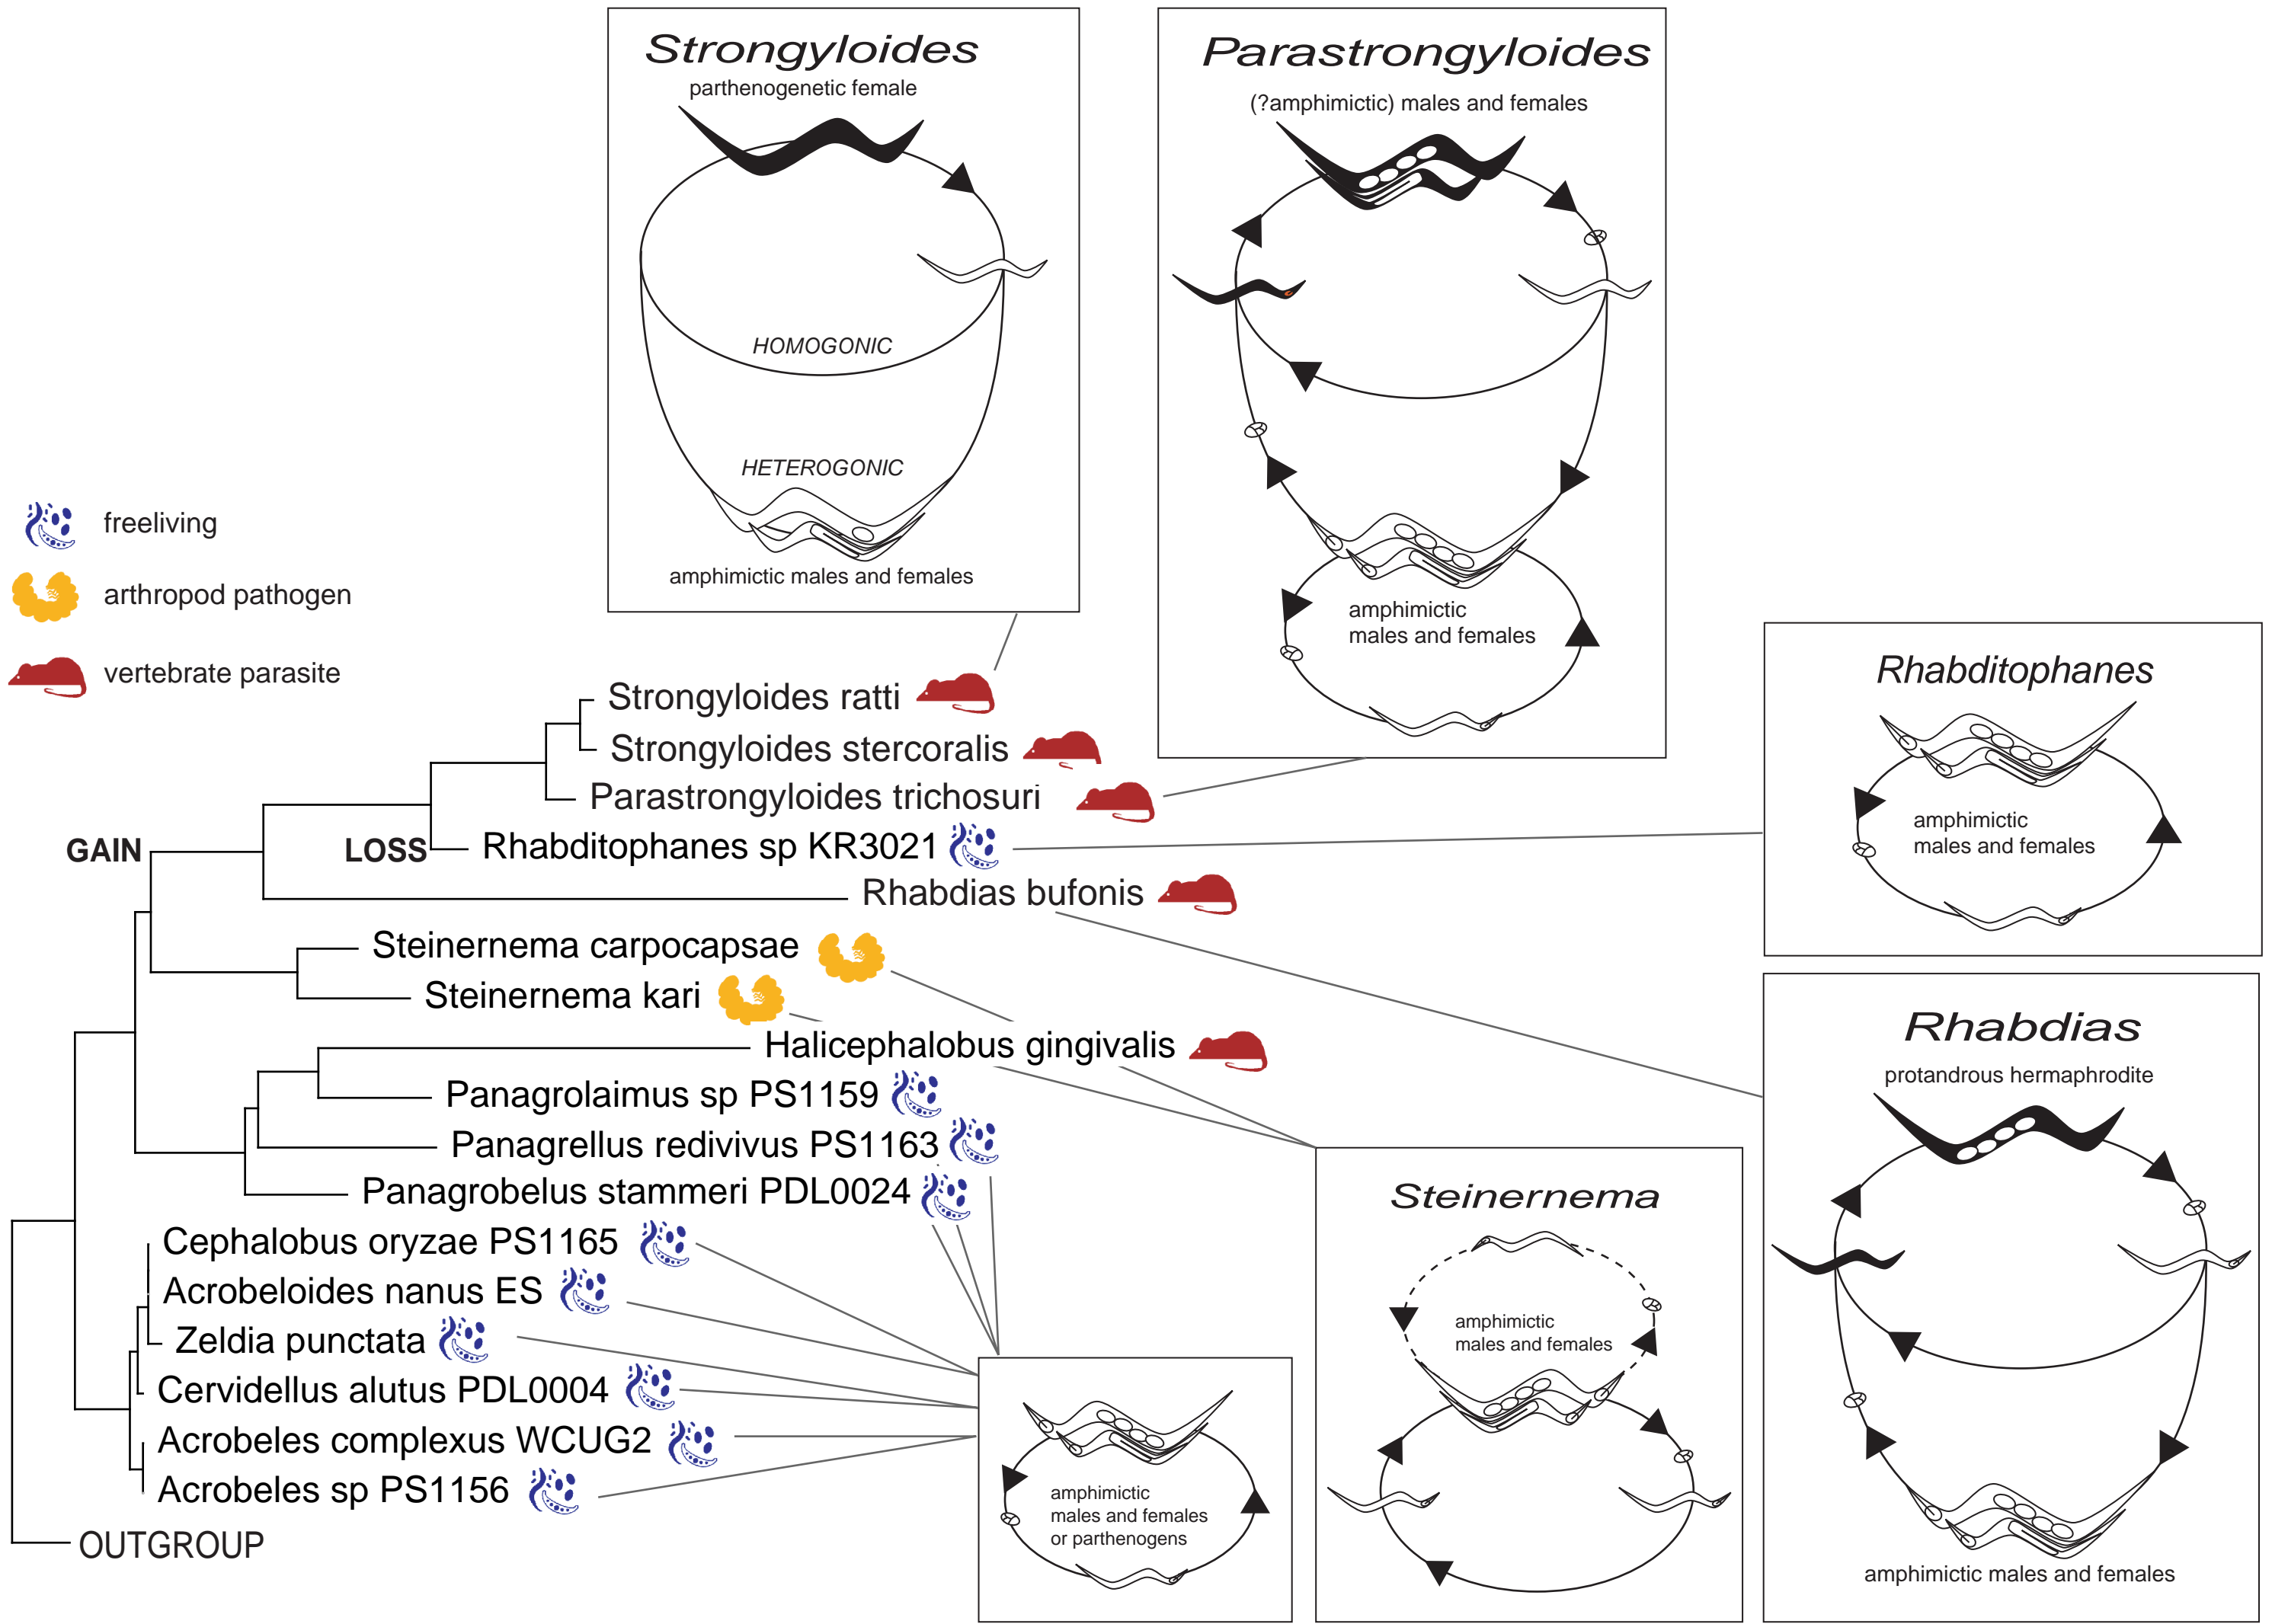 Strongyloides
parthenogenetic female
HOMOGONIC
HETEROGONIC
amphimictic males and females
Parastrongyloides
(?amphimictic) males and females
amphimictic
males and females
freeliving
arthropod pathogen
vertebrate parasite
Rhabditophanes
amphimictic
males and females
Strongyloides ratti
Strongyloides stercoralis
Parastrongyloides trichosuri
GAIN
LOSS
Rhabditophanes sp KR3021
Rhabdias bufonis
Steinernema carpocapsae
Steinernema kari
Halicephalobus gingivalis
Panagrolaimus sp PS1159
Panagrellus redivivus PS1163
Panagrobelus stammeri PDL0024
Cephalobus oryzae PS1165
Acrobeloides nanus ES
Zeldia punctata
Cervidellus alutus PDL0004
Acrobeles complexus WCUG2
Acrobeles sp PS1156
OUTGROUP
amphimictic
males and females
or parthenogens
Steinernema
amphimictic
males and females
Rhabdias
protandrous hermaphrodite
amphimictic males and females